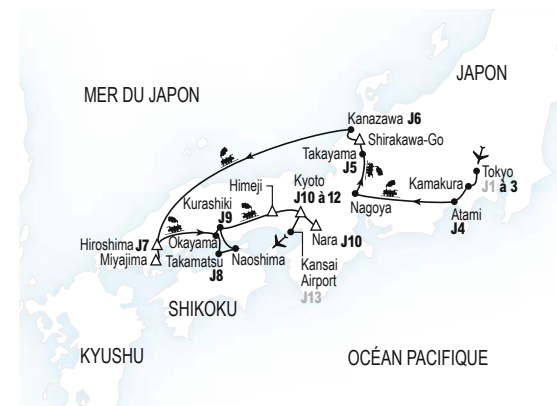 JAPON
MER DU JAPON
Kanazawa J6
Shirakawa-Go
Takayama
J5
Tokyo
J1 à 3
Kamakura
Kyoto
J10 à 12
Himeji
Kurashiki
J9
Nagoya
Atami
J4
Hiroshima J7
Okayama
Nara J10
Miyajima
Takamatsu
J8
Naoshima
Kansai
Airport
J13
SHIKOKU
KYUSHU
OCÉAN PACIFIQUE